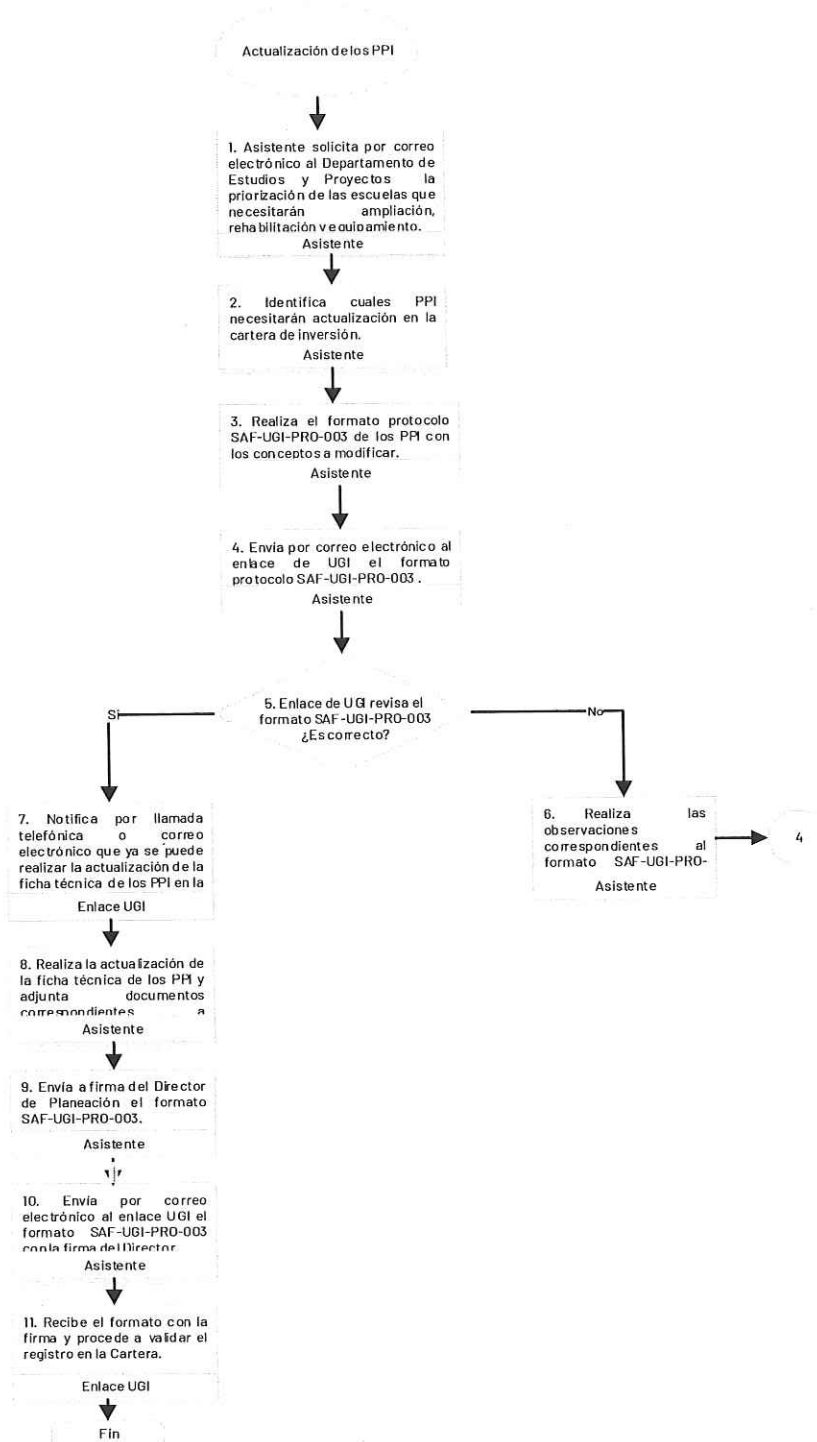 Actualización de los PPI
1. Asistente solicita por correo
electrónico al Departamento de
Estudios y Proyectos la
priorización de las escuelas que
necesitarán ampliación,
rehabilitación y equipamiento.
Asistente
2. Identifica cuales PPI
necesitarán actualización en la
cartera de inversión.
Asistente
3. Realiza el formato protocolo
SAF-UGI-PRO-003 de los PPI con
los conceptos a modificar.
Asistente
4. Envía por correo electrónico al
enlace de UGI el formato
protocolo SAF-UGI-PRO-003 .
Asistente
5. Enlace de UGI revisa el
formato SAF-UGI-PRO-003
¿Es correcto?
Si
No
6. Realiza las
observaciones
correspondientes al
formato SAF-UGI-PRO-
Asistente
4
7. Notifica por llamada
telefónica o correo
electrónico que ya se puede
realizar la actualización de la
ficha técnica de los PPI en la
Enlace UGI
8. Realiza la actualización de
la ficha técnica de los PPI y
adjunta documentos
correspondientes a
Asistente
9. Envía a firma del Director
de Planeación el formato
SAF-UGI-PRO-003.
Asistente
10. Envía por correo
electrónico al enlace UGI el
formato SAF-UGI-PRO-003
con la firma del Director
Asistente
11. Recibe el formato con la
firma y procede a validar el
registro en la Cartera.
Enlace UGI
Fin